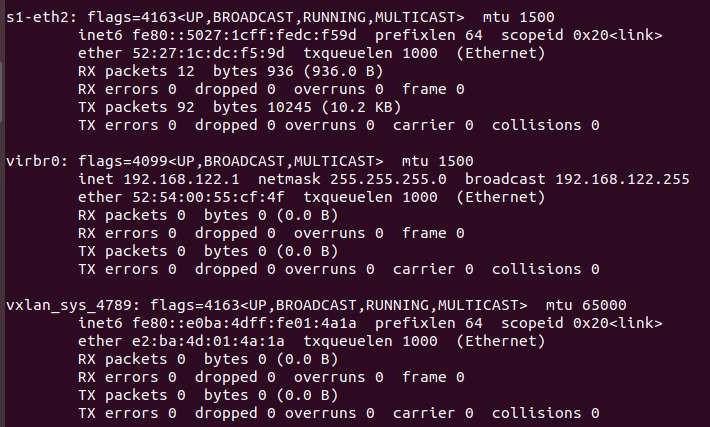 s1-eth2: flags=4163<UP,BROADCAST,RUNNING,MULTICAST>  mtu 1500
        inet6 fe80::5027:1cff:fedc:f59d  prefixlen 64  scopeid 0x20<link>
        ether 52:27:1c:dc:f5:9d  txqueuelen 1000  (Ethernet)
        RX packets 12  bytes 936 (936.0 B)
        RX errors 0  dropped 0  overruns 0  frame 0
        TX packets 92  bytes 10245 (10.2 KB)
        TX errors 0  dropped 0 overruns 0  carrier 0  collisions 0

virbr0: flags=4099<UP,BROADCAST,MULTICAST>  mtu 1500
        inet 192.168.122.1  netmask 255.255.255.0  broadcast 192.168.122.255
        ether 52:54:00:55:cf:4f  txqueuelen 1000  (Ethernet)
        RX packets 0  bytes 0 (0.0 B)
        RX errors 0  dropped 0  overruns 0  frame 0
        TX packets 0  bytes 0 (0.0 B)
        TX errors 0  dropped 0 overruns 0  carrier 0  collisions 0

vxlan_sys_4789: flags=4163<UP,BROADCAST,RUNNING,MULTICAST>  mtu 65000
        inet6 fe80::e0ba:4dff:fe01:4a1a  prefixlen 64  scopeid 0x20<link>
        ether e2:ba:4d:01:4a:1a  txqueuelen 1000  (Ethernet)
        RX packets 0  bytes 0 (0.0 B)
        RX errors 0  dropped 0  overruns 0  frame 0
        TX packets 0  bytes 0 (0.0 B)
        TX errors 0  dropped 0 overruns 0  carrier 0  collisions 0